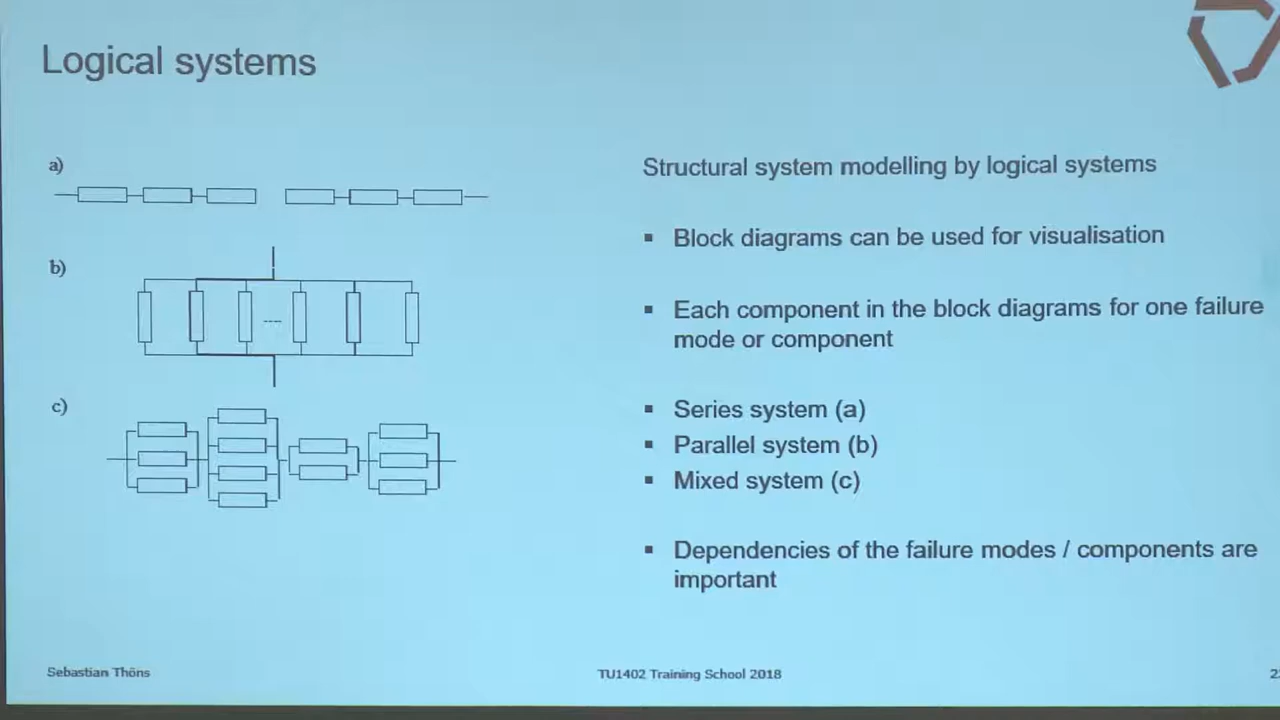 Logical systems
a)
b)
c)
Structural system modelling by logical systems
▪ Block diagrams can be used for visualisation
▪ Each component in the block diagrams for one failure
mode or component
▪ Series system (a)
▪ Parallel system (b)
▪ Mixed system (c)
▪ Dependencies of the failure modes / components are
important
Sebastian Thöns
TU1402 Training School 2018